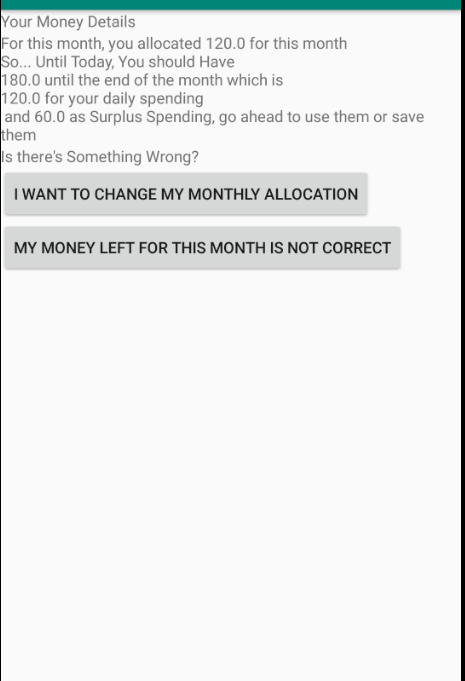 Your Money Details
For this month, you allocated 120.0 for this month
So... Until Today, You should Have
180.0 until the end of the month which is
120.0 for your daily spending
and 60.0 as Surplus Spending, go ahead to use them or save
them
Is there's Something Wrong?
I WANT TO CHANGE MY MONTHLY ALLOCATION
MY MONEY LEFT FOR THIS MONTH IS NOT CORRECT